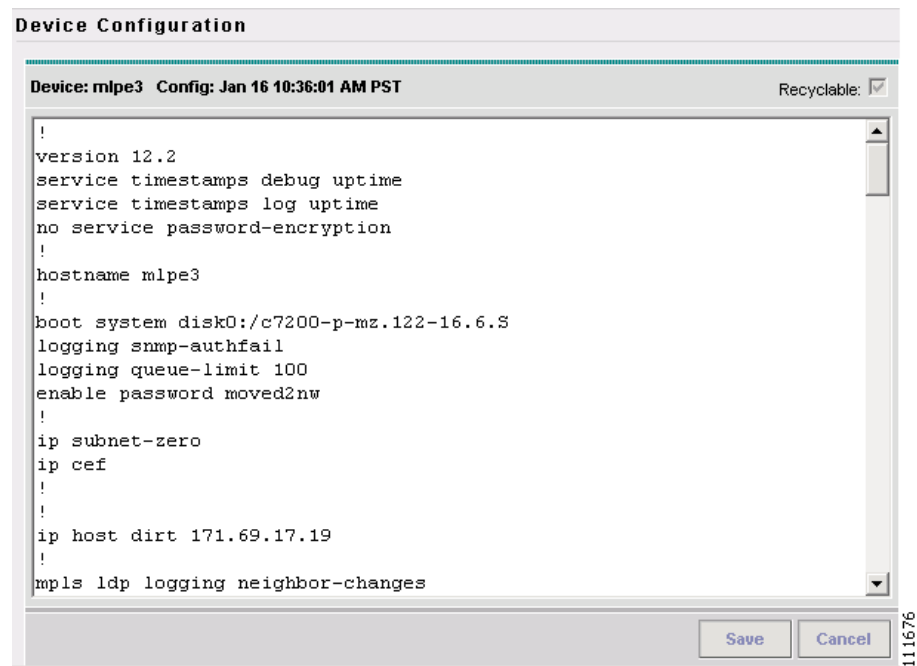 Device Configuration
Device: mlpe3 Config: Jan 16 10:36:01 AM PST
Recyclable:
!
version 12.2
service timestamps debug uptime
service timestamps log uptime
no service password-encryption
!
hostname mlpe3
!
boot system disk0:/c7200-p-mz.122-16.6.S
logging snmp-authfail
logging queue-limit 100
enable password moved2nw
!
ip subnet-zero
ip cef
!
!
ip host dirt 171.69.17.19
!
mpls ldp logging neighbor-changes
Save
Cancel
111676